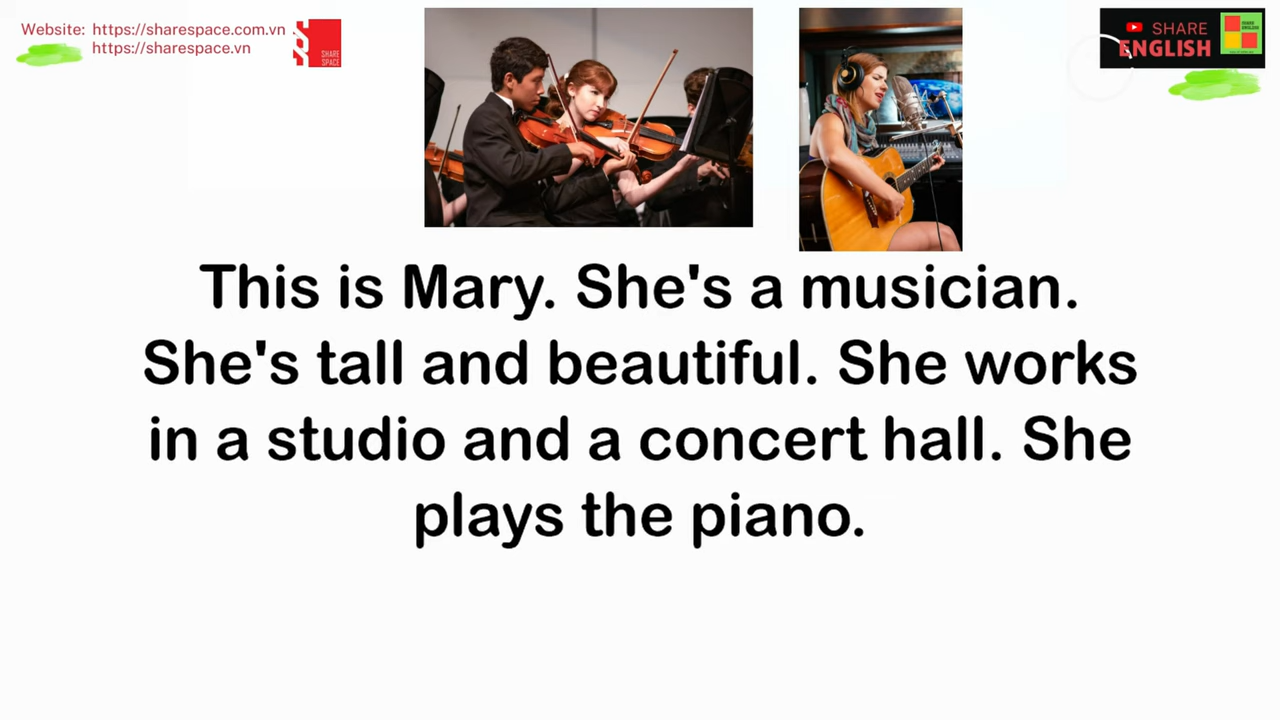 Website: https://sharespace.com.vn
https://sharespace.vn
SHARE
SPACE
SHARE
ENGLISH
This is Mary. She's a musician.
She's tall and beautiful. She works
in a studio and a concert hall. She
plays the piano.